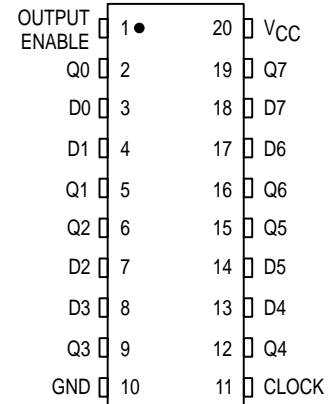 OUTPUT
ENABLE 1 20 VCC
Q0 2 19 Q7
D0 3 18 D7
D1 4 17 D6
Q1 5 16 Q6
Q2 6 15 Q5
D2 7 14 D5
D3 8 13 D4
Q3 9 12 Q4
GND 10 11 CLOCK